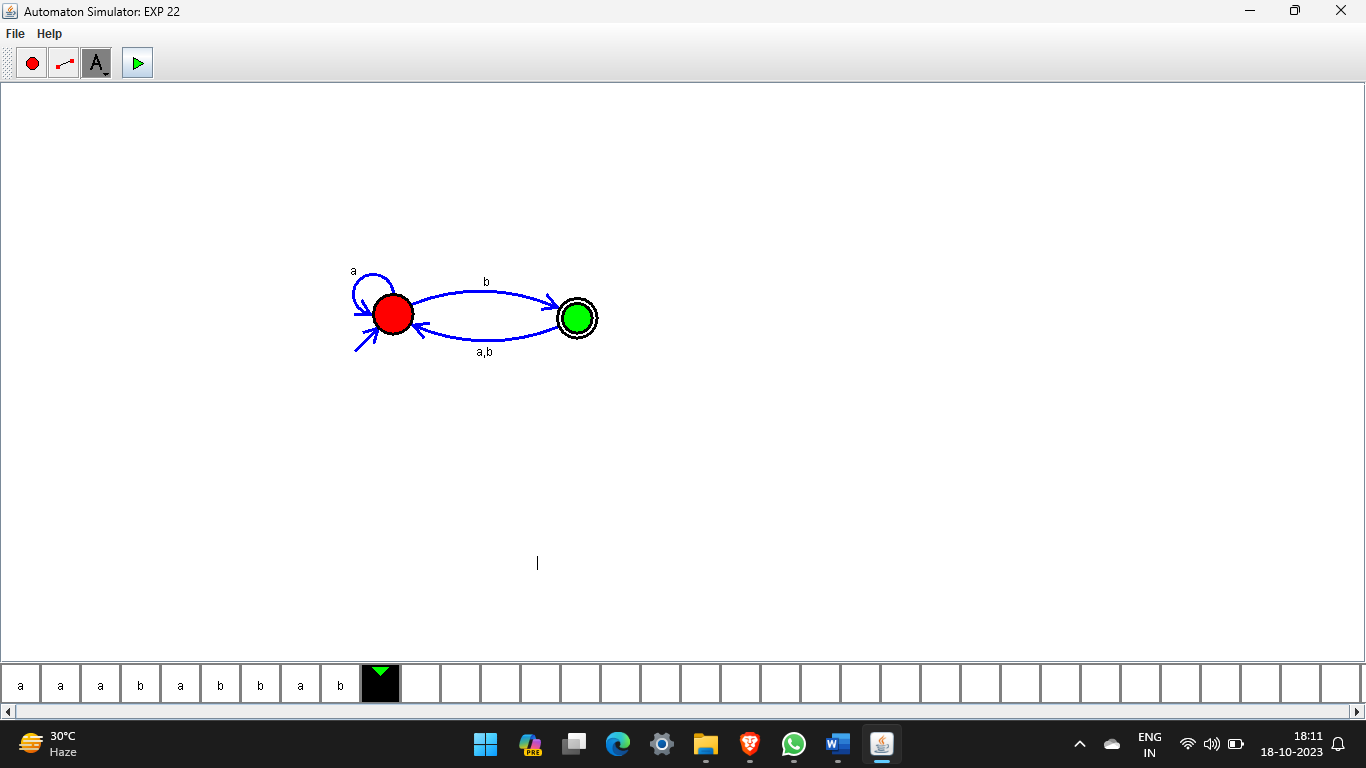 Automaton Simulator: EXP 22
File Help
A
a
b
a,b
a a a b a b b a b
30°C
Haze
PRE
W
ENG
IN
18:11
18-10-2023